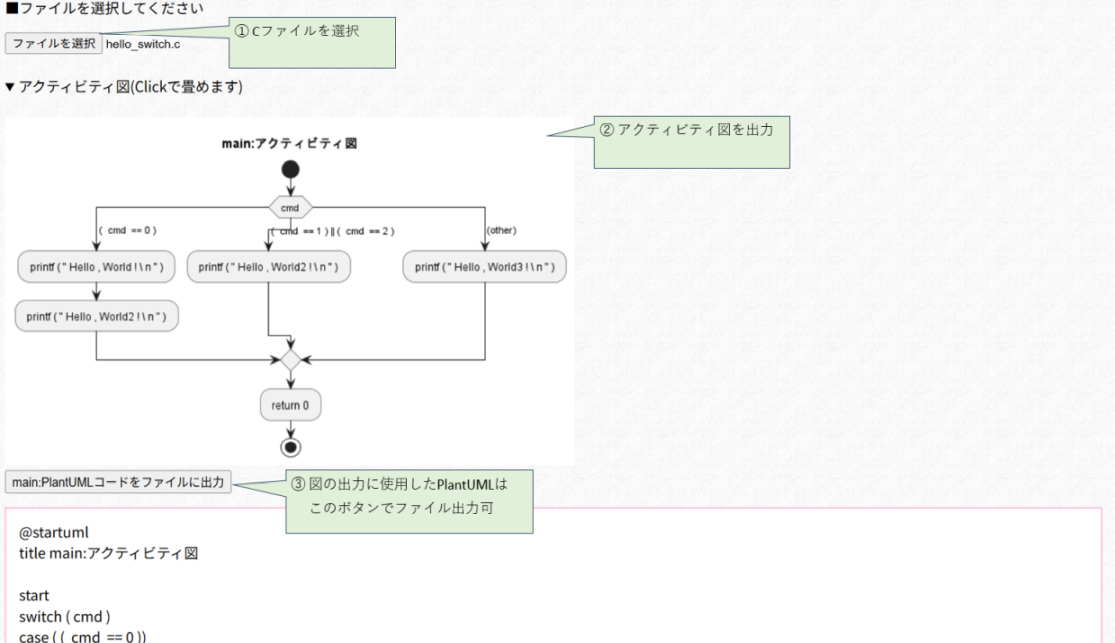 ■ファイルを選択してください
ファイルを選択 hello_switch.c
① Cファイルを選択
▼ アクティビティ図(Clickで畳めます)
② アクティビティ図を出力
main:アクティビティ図
cmd
( cmd == 0 )
( cmd == 1 ) || ( cmd == 2 )
(other)
printf ( " Hello , World ! \ n " )
printf ( " Hello , World2 ! \ n " )
printf ( " Hello , World3 ! \ n " )
printf ( " Hello , World2 ! \ n " )
return 0
main:PlantUMLコードをファイルに出力
③ 図の出力に使用したPlantUMLは
このボタンでファイル出力可
@startuml
title main:アクティビティ図
start
switch ( cmd )
case ( ( cmd == 0 ))